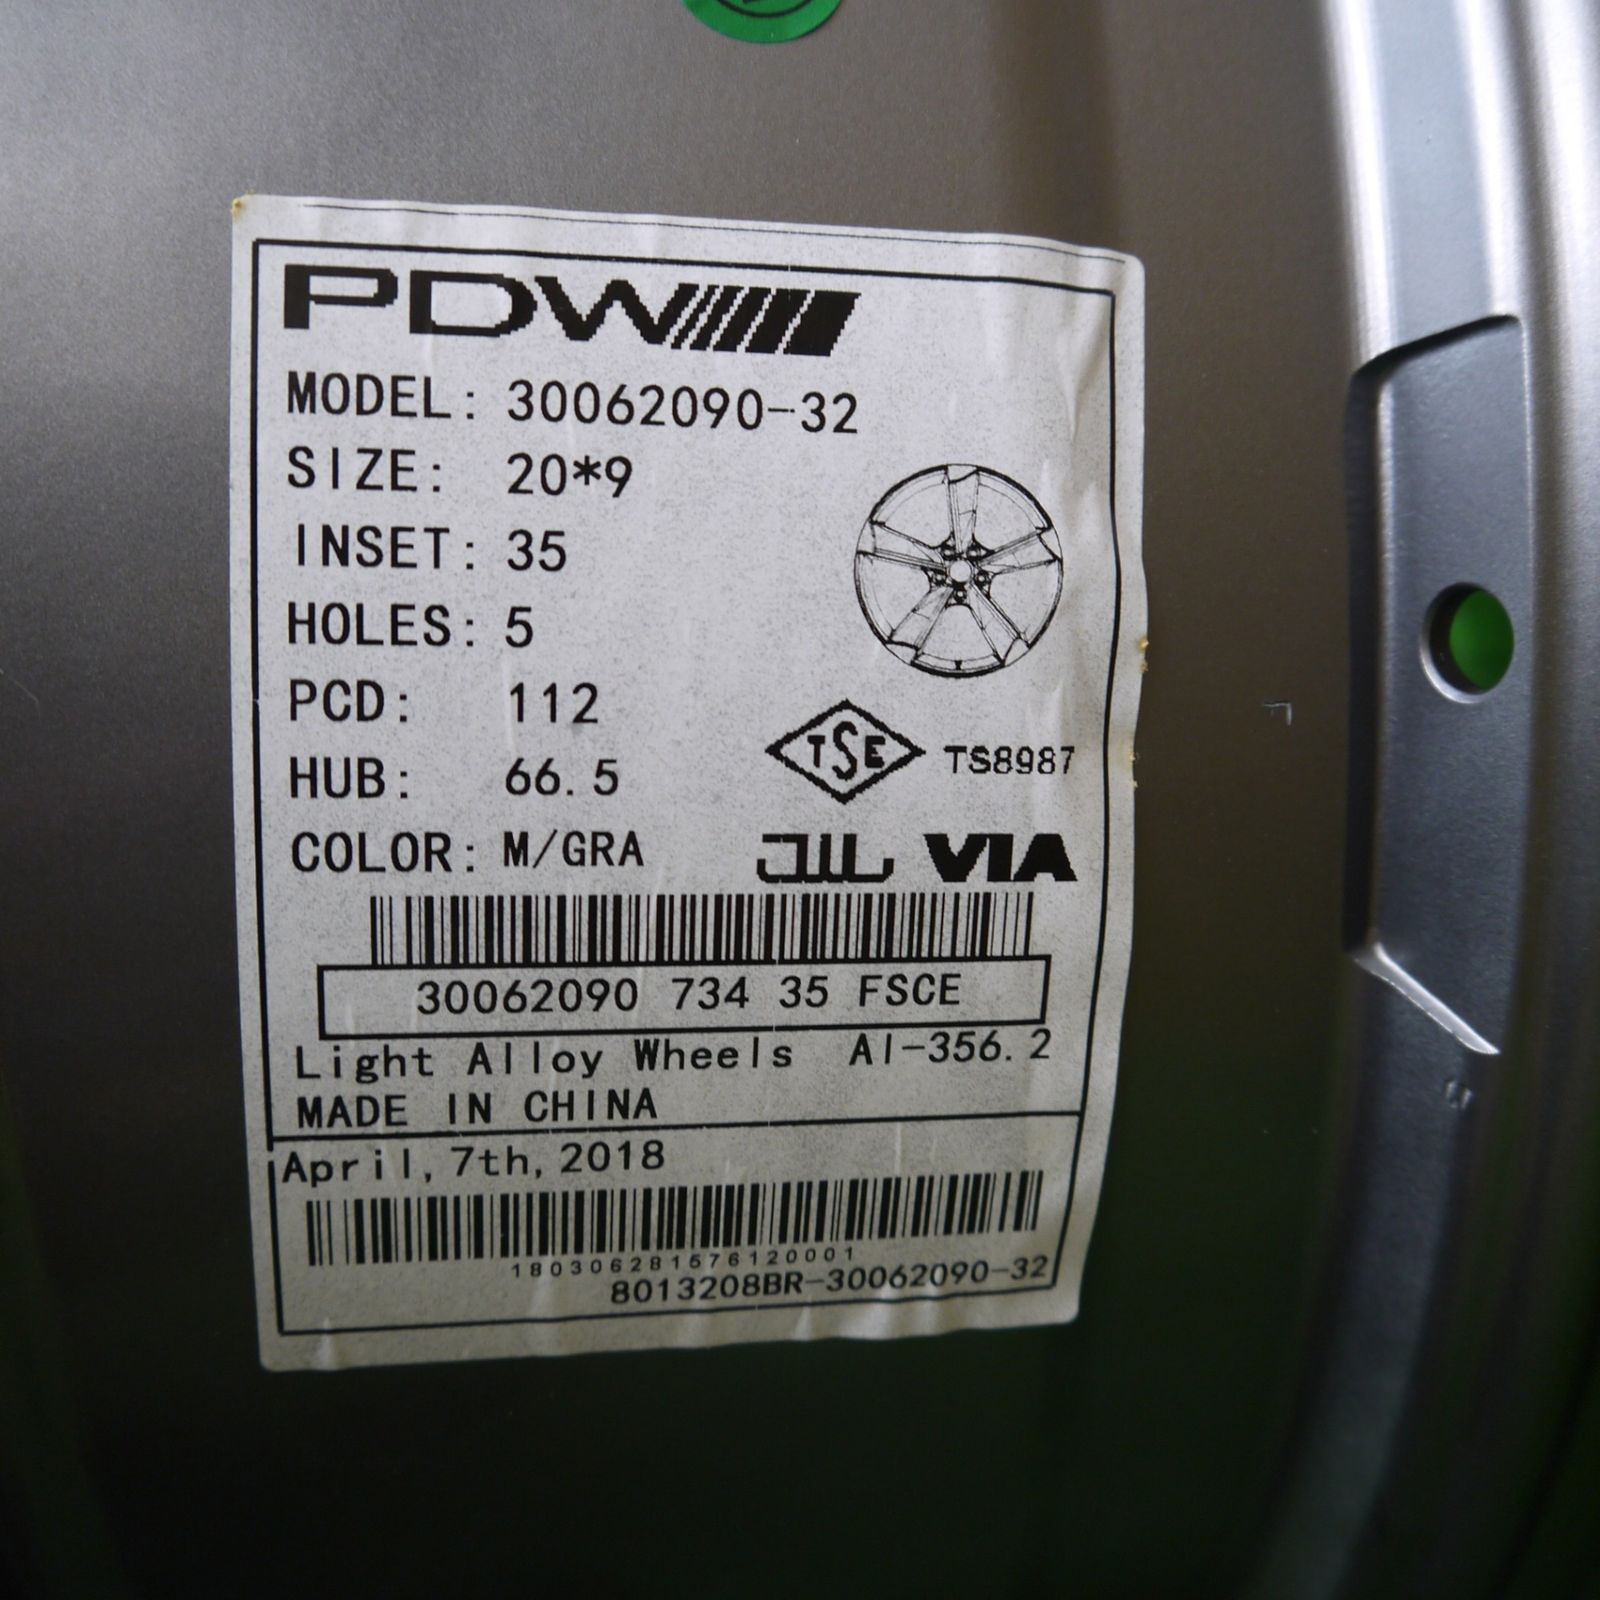 PDW
MODEL: 30062090-32
SIZE: 20*9
INSET: 35
HOLES: 5
PCD: 112
HUB: 66.5
COLOR: M/GRA
TSE TS8987
JWL VIA
30062090 734 35 FSCE
Light Alloy Wheels Al-356.2
MADE IN CHINA
April, 7th, 2018
180306281576120001
8013208BR-30062090-32